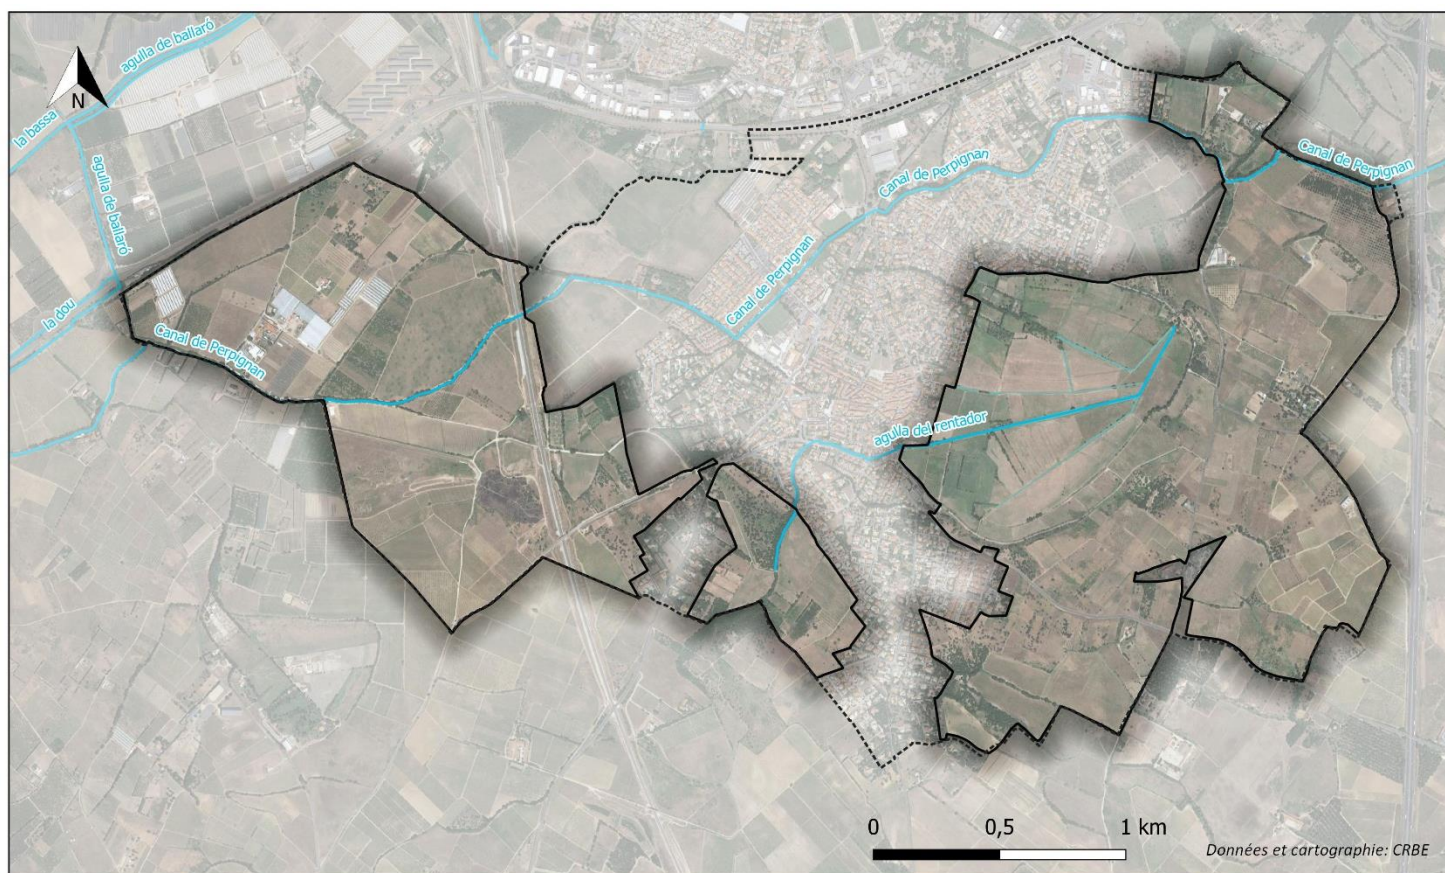 agulla de ballaró
N
la bassa
agulla de ballaró
Canal de Perpignan
Canal de Perpignan
la dou
Canal de Perpignan
Canal de Perpignan
agulla del rentador
0 0,5 1 km
Données et cartographie: CRBE